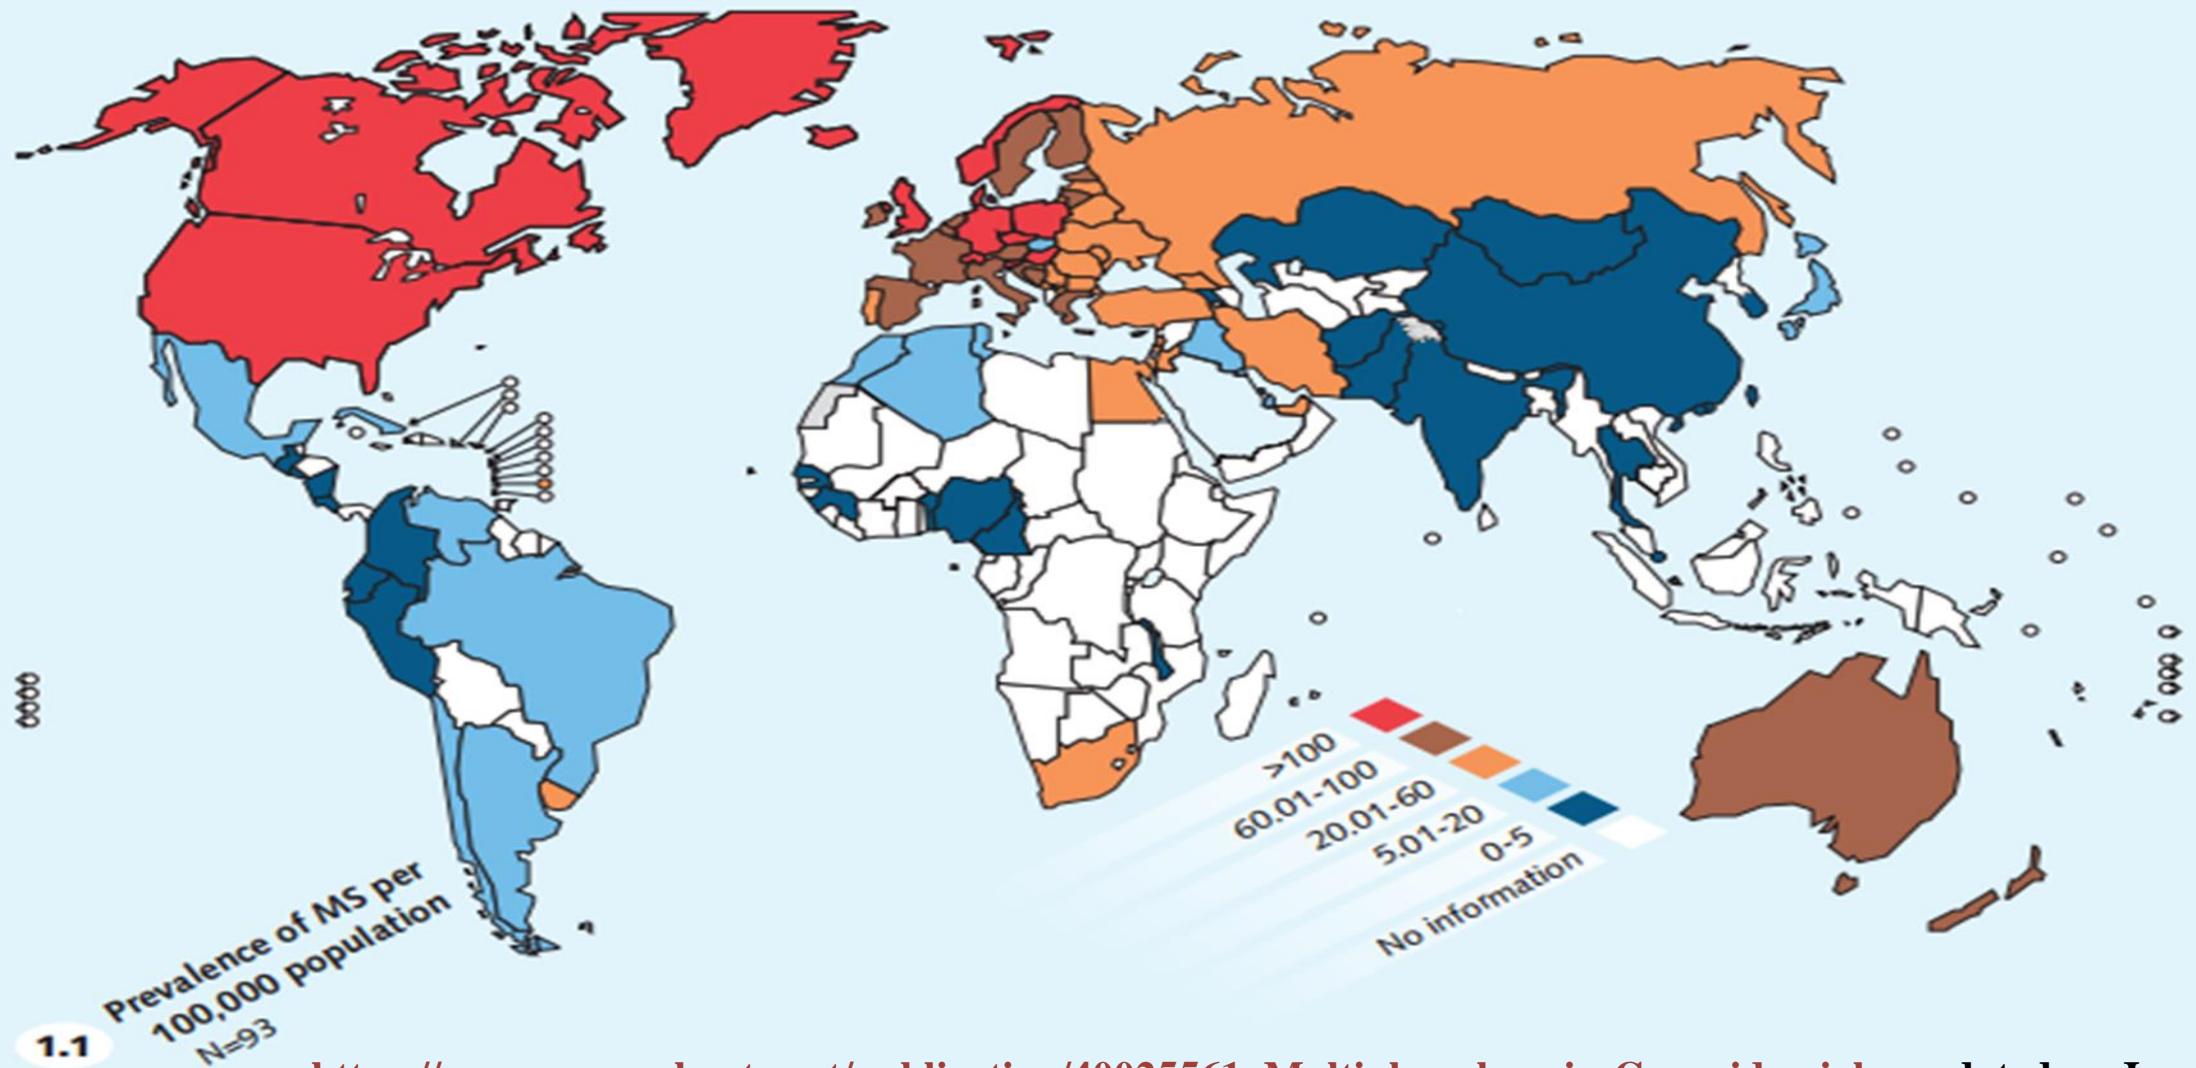 >100
60.01-100
20.01-60
5.01-20
0-5
No information
Prevalence of MS per
100,000 population
N=93
1.1